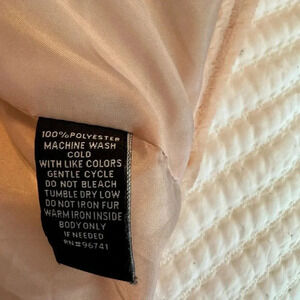 100% POLYESTER
MACHINE WASH
COLD
WITH LIKE COLORS
GENTLE CYCLE
DO NOT BLEACH
TUMBLE DRY LOW
DO NOT IRON FUR
WARM IRON INSIDE
BODY ONLY
IF NEEDED
RN#96741